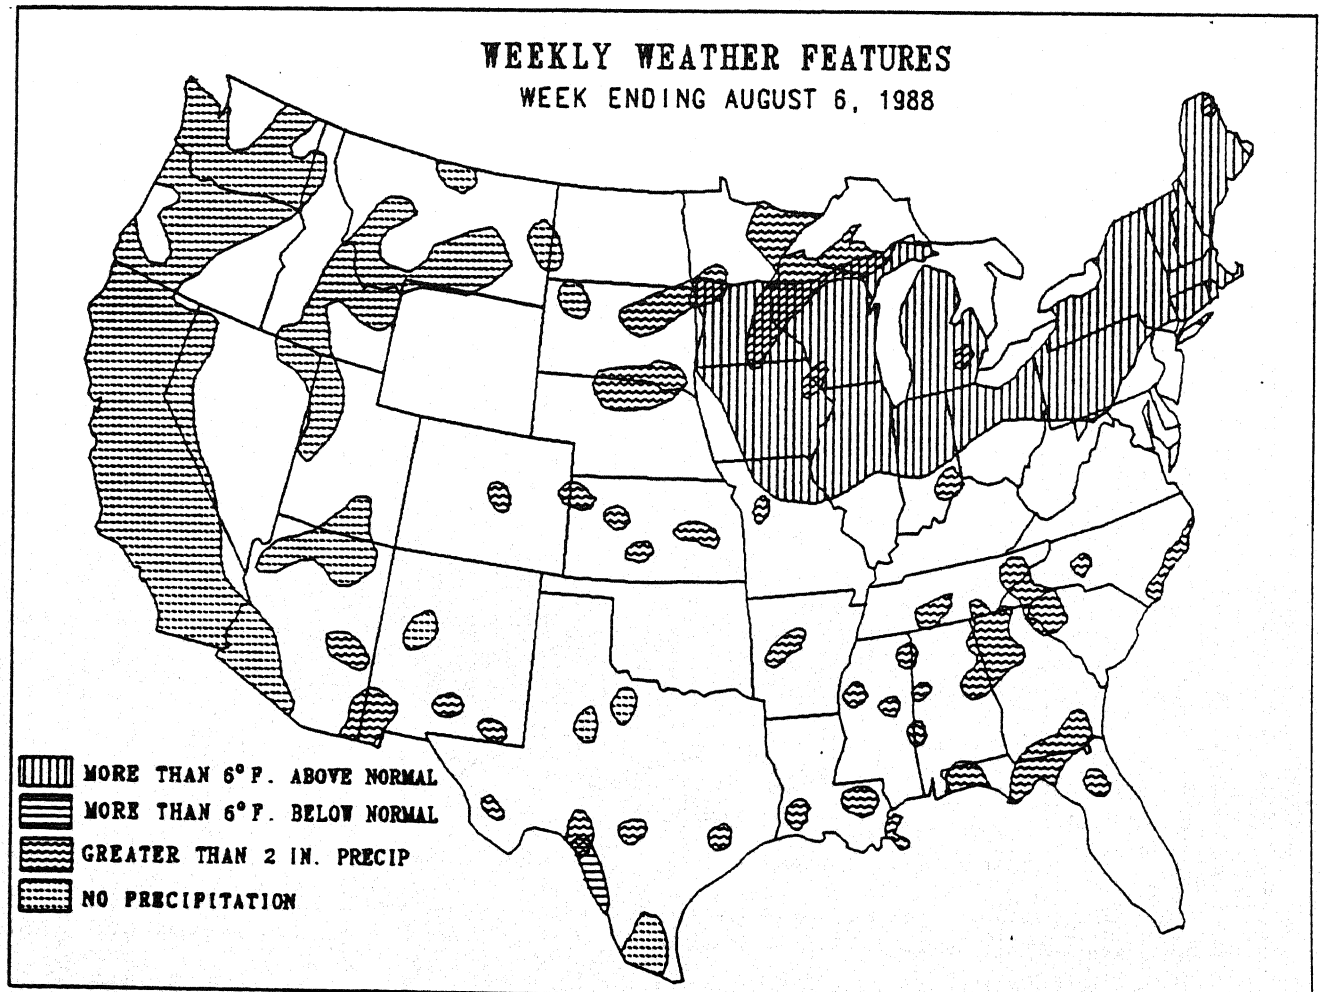 WEEKLY WEATHER FEATURES
WEEK ENDING AUGUST 6, 1988
MORE THAN 6° F. ABOVE NORMAL
MORE THAN 6° F. BELOW NORMAL
GREATER THAN 2 IN. PRECIP
NO PRECIPITATION